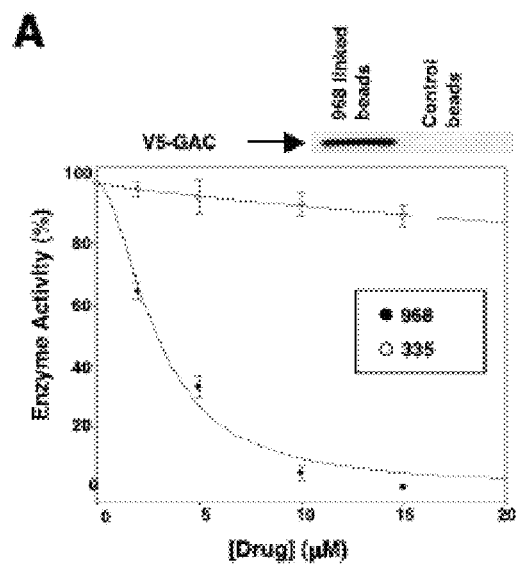 A
968 linked
beads
Control
beads
V5-GAC
100
80
60
40
20
0
Enzyme Activity (%)
968
335
0 5 10 15 20
[Drug] (μM)